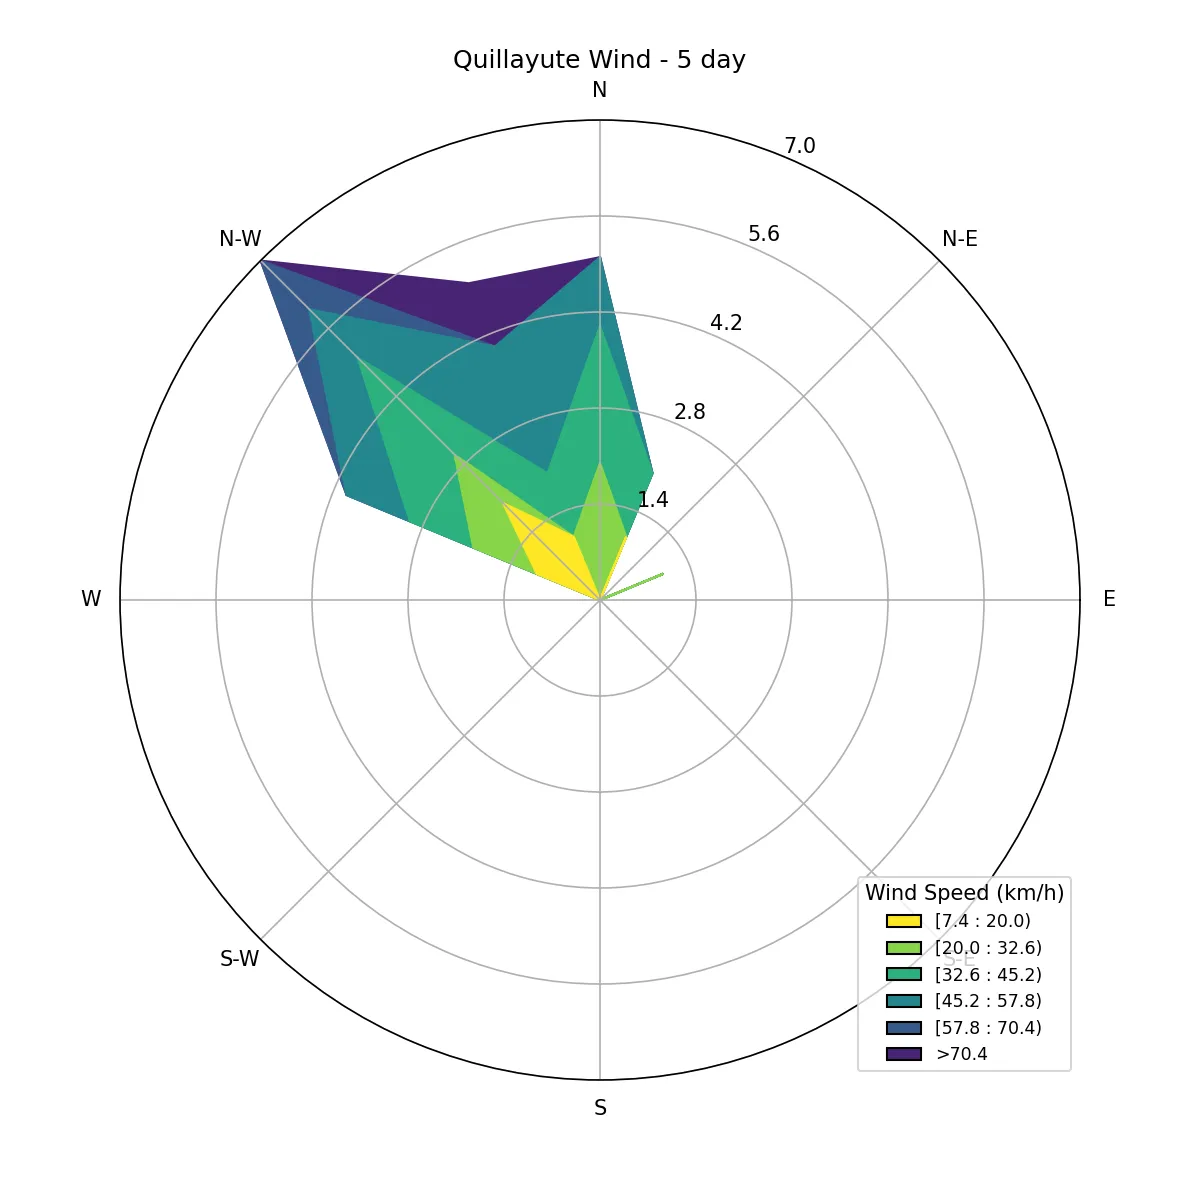 Quillayute Wind - 5 day
N
7.0
5.6
N-W
N-E
4.2
2.8
1.4
W
E
Wind Speed (km/h)
[7.4 : 20.0)
[20.0 : 32.6)
S-W
S-E
[32.6 : 45.2)
[45.2 : 57.8)
[57.8 : 70.4)
>70.4
S